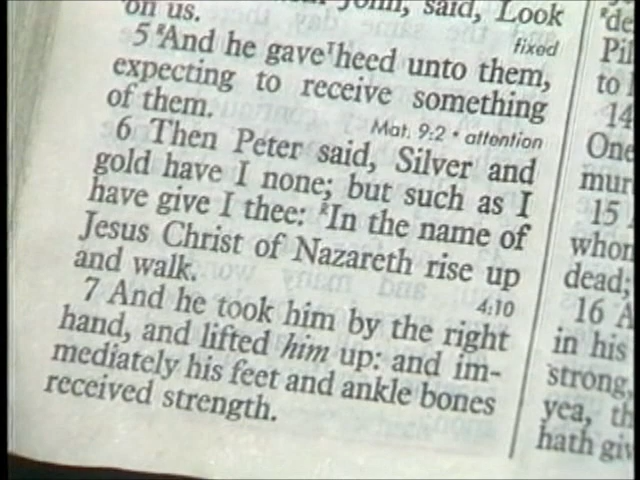 on us.
John, said, Look
fixed
5 And he gave heed unto them,
expecting to receive something
of them.
Mat. 9:2 • attention
6 Then Peter said, Silver and
gold have I none; but such as I
have give I thee: In the name of
Jesus Christ of Nazareth rise up
and walk.
4:10
7 And he took him by the right
hand, and lifted him up: and im-
mediately his feet and ankle bones
received strength.
Pil
to
14
One
mur
15
whom
dead;
16 A
in his
strong,
yea, th
hath giv